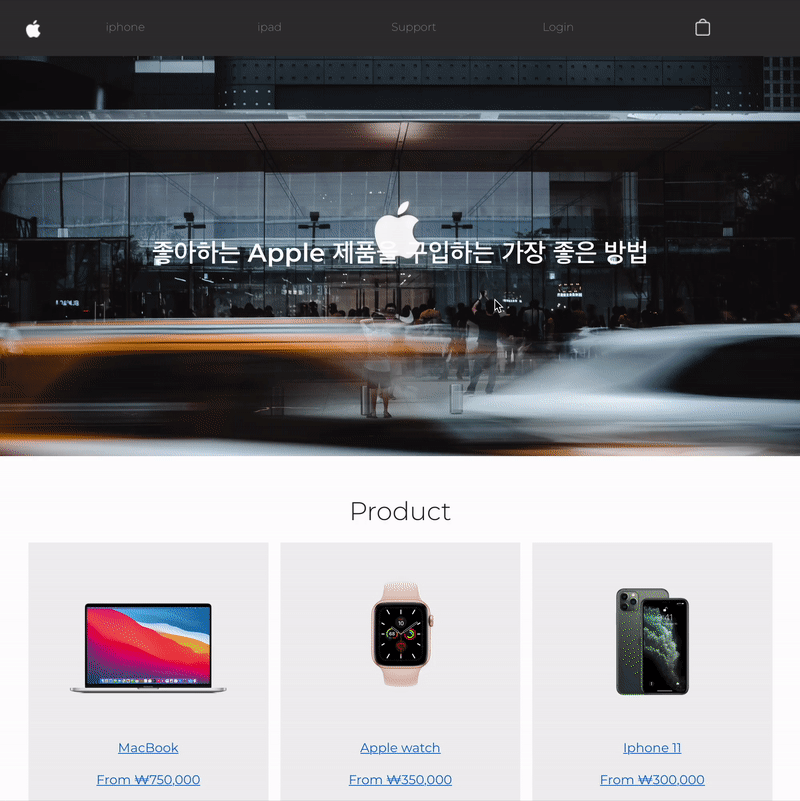 iphone
ipad
Support
Login
좋아하는 Apple 제품을 구입하는 가장 좋은 방법
Product
MacBook
Apple watch
Iphone 11
From ₩750,000
From ₩350,000
From ₩300,000